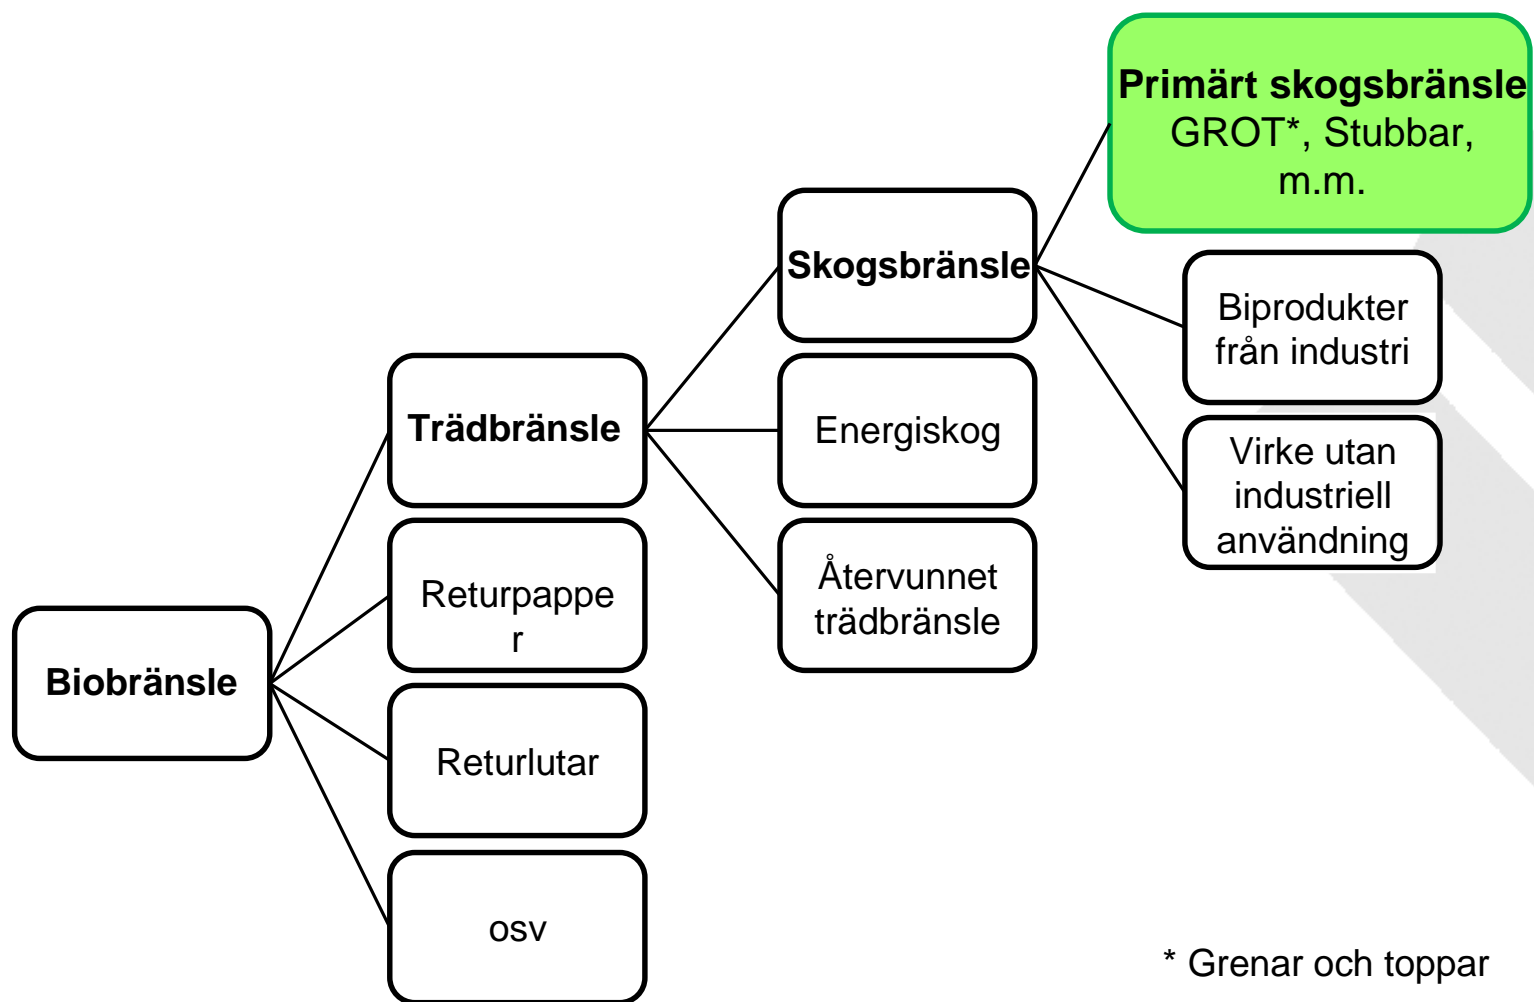 Primärt skogsbränsle
GROT*, Stubbar,
m.m.
Skogsbränsle
Biprodukter
från industri
Trädbränsle
Energiskog
Virke utan
industriell
användning
Returpappe
r
Återvunnet
trädbränsle
Biobränsle
Returlutar
osv
* Grenar och toppar